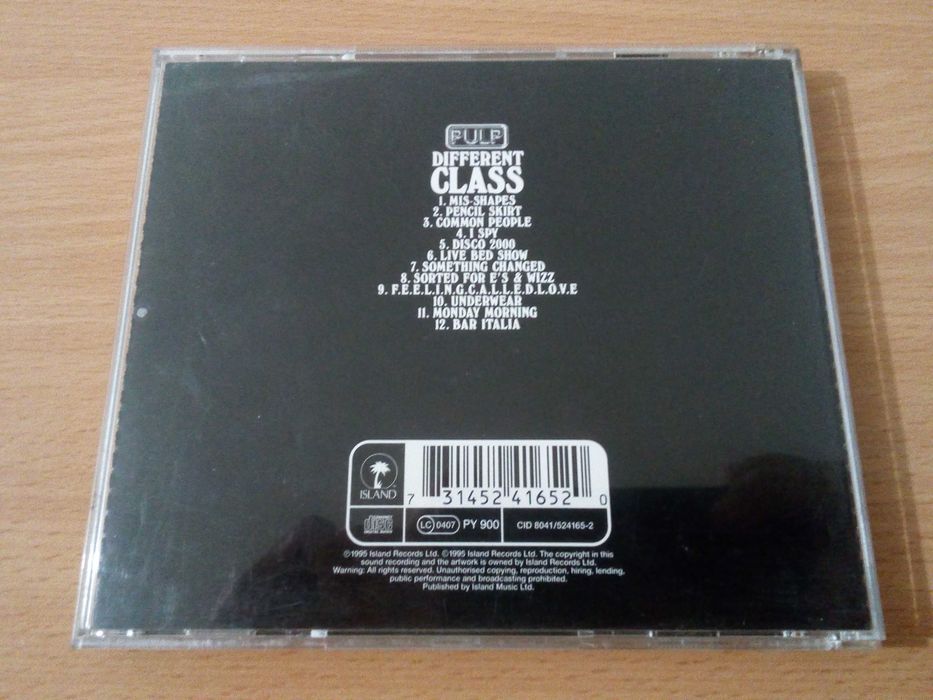 PULP
DIFFERENT
CLASS
1. MIS-SHAPES
2. PENCIL SKIRT
3. COMMON PEOPLE
4. I SPY
5. DISCO 2000
6. LIVE BED SHOW
7. SOMETHING CHANGED
8. SORTED FOR E'S & WIZZ
9. F.E.E.L.I.N.G.C.A.L.L.E.D.L.O.V.E
10. UNDERWEAR
11. MONDAY MORNING
12. BAR ITALIA
ISLAND
7 31452 41652 0
COMPACT
disc
DIGITAL AUDIO
LC 0407 PY 900
CID 8041/524165-2
℗1995 Island Records Ltd. ©1995 Island Records Ltd. The copyright in this
sound recording and the artwork is owned by Island Records Ltd.
Warning: All rights reserved. Unauthorised copying, reproduction, hiring, lending,
public performance and broadcasting prohibited.
Published by Island Music Ltd.